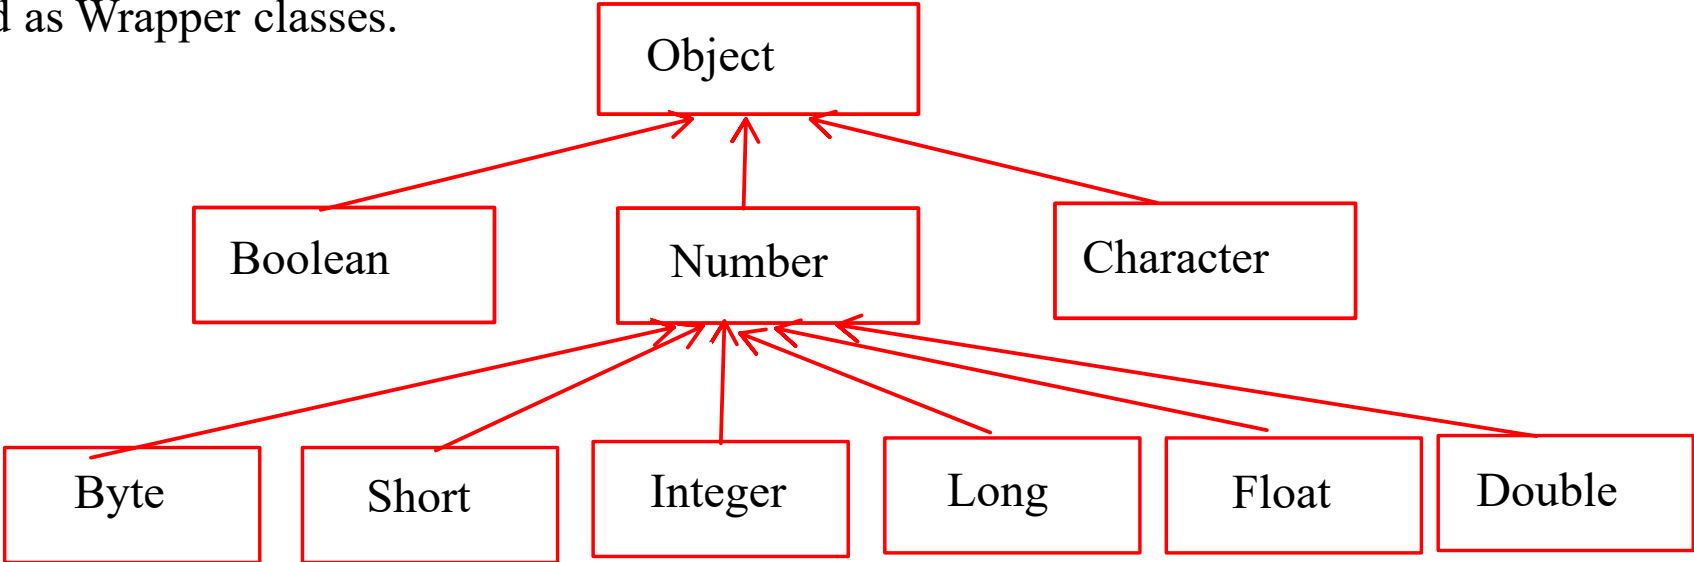 d as Wrapper classes.
Object
Boolean
Number
Character
Byte
Short
Integer
Long
Float
Double